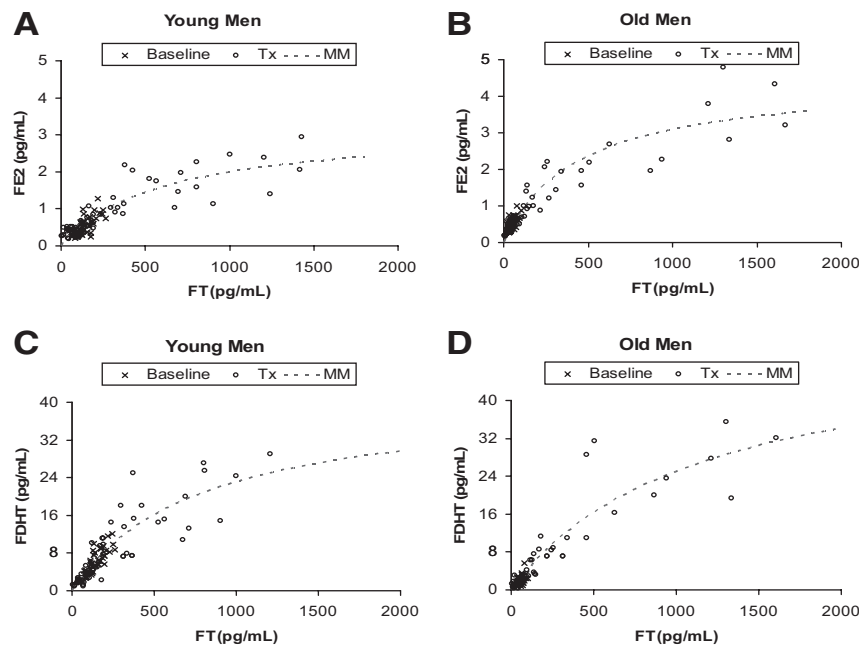 A
Young Men
× Baseline ○ Tx ----- MM
FE2 (pg/mL)
5
4
3
2
1
0
0 500 1000 1500 2000
FT(pg/mL)
B
Old Men
× Baseline ○ Tx ----- MM
FE2 (pg/mL)
5
4
3
2
1
0
0 500 1000 1500 2000
FT(pg/mL)
C
Young Men
× Baseline ○ Tx ----- MM
FDHT (pg/mL)
40
32
24
16
8
0
0 500 1000 1500 2000
FT(pg/mL)
D
Old Men
× Baseline ○ Tx ----- MM
FDHT (pg/mL)
40
32
24
16
8
0
0 500 1000 1500 2000
FT(pg/mL)